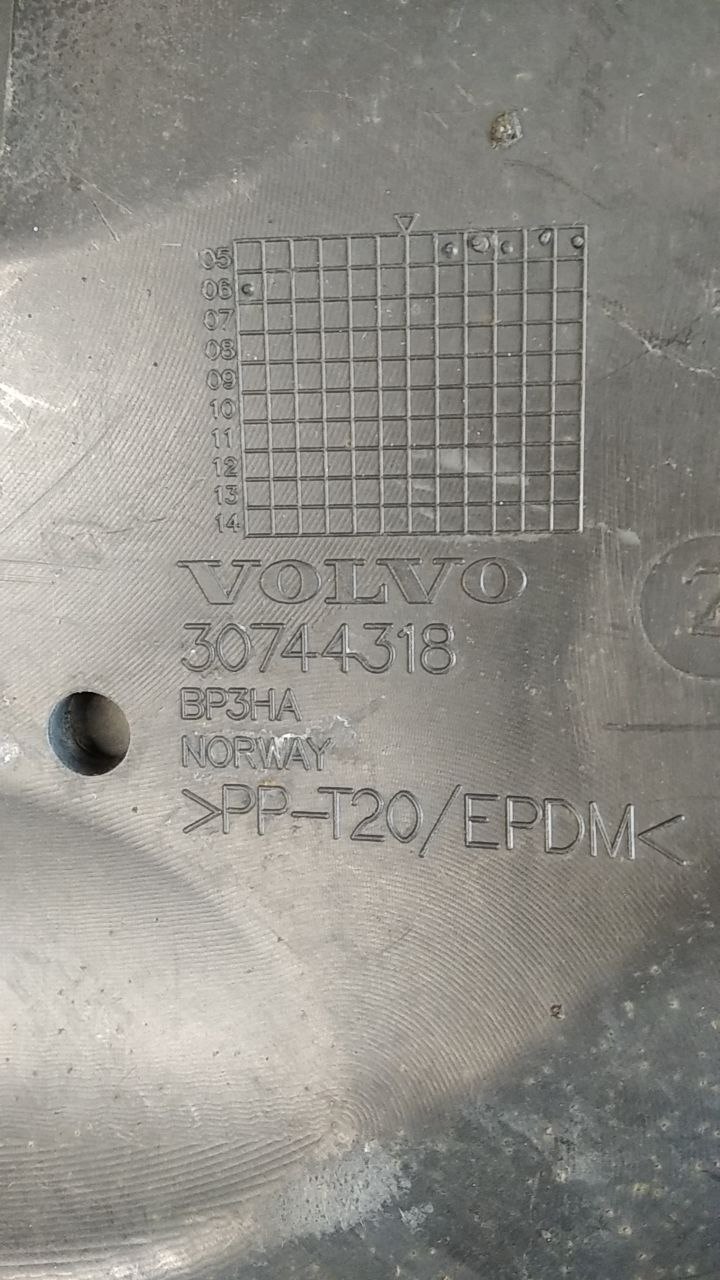 05
06
07
08
09
10
11
12
13
14
VOLVO
30744318
BP3HA
NORWAY
>PP-T20/EPDM<